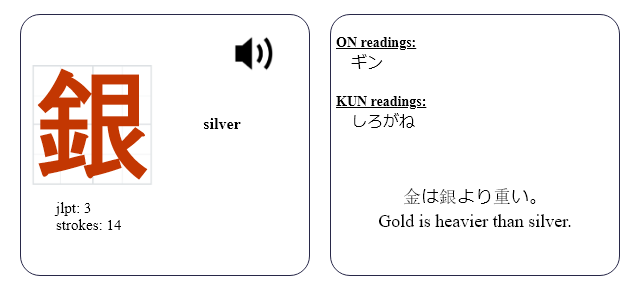 銀
silver
jlpt: 3
strokes: 14
ON readings:
ギン
KUN readings:
しろがね
金は銀より重い。
Gold is heavier than silver.